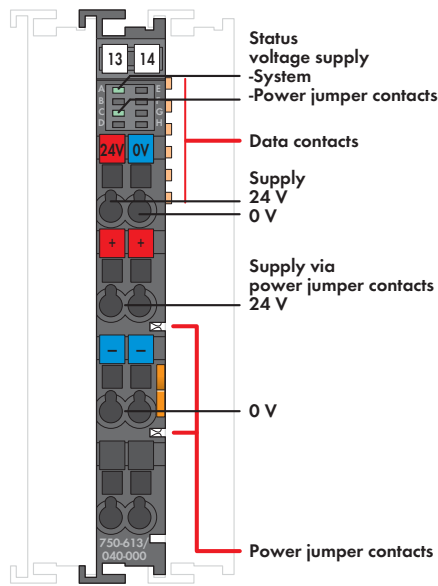 Status
voltage supply
-System
-Power jumper contacts
13 14
A E
B
C G
D H
Data contacts
24V 0V
Supply
24 V
0 V
+ +
Supply via
power jumper contacts
24 V
– –
0 V
750-613/
040-000
Power jumper contacts